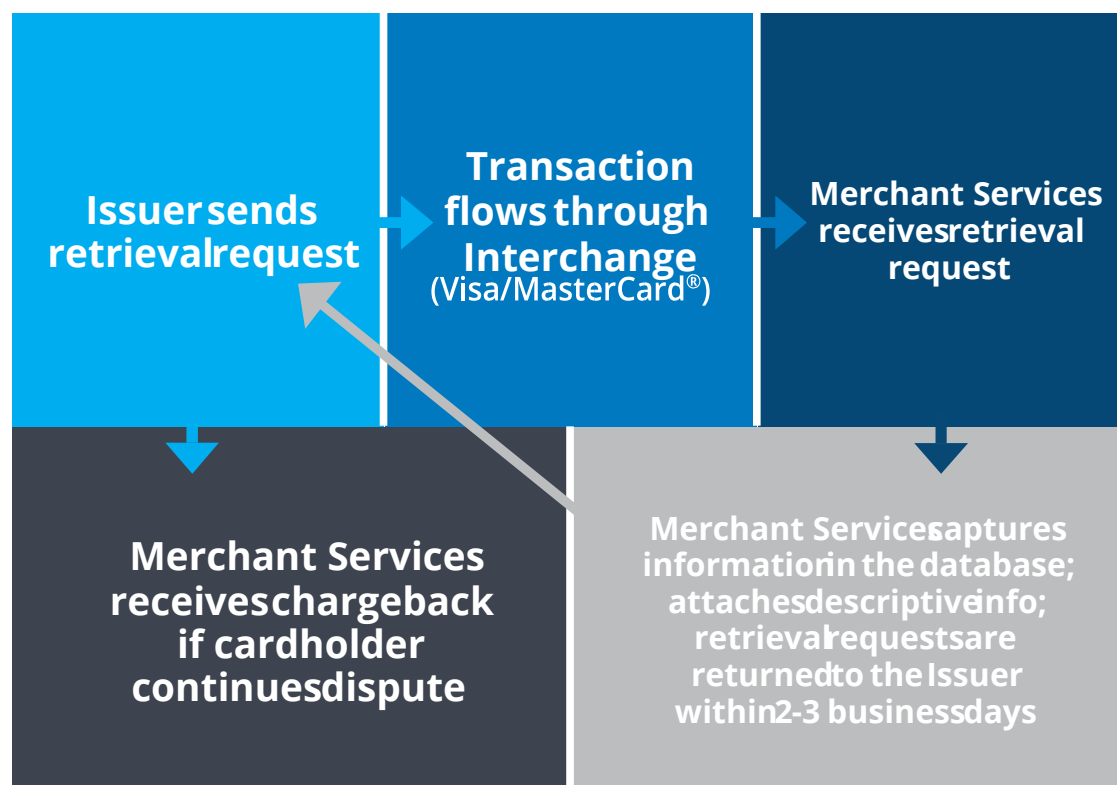 Issuer sends
retrieval request
Transaction
flows through
Interchange
(Visa/MasterCard®)
Merchant Services
receives retrieval
request
Merchant Services
receives chargeback
if cardholder
continues dispute
Merchant Services captures
information in the database;
attaches descriptive info;
retrieval requests are
returned to the Issuer
within 2-3 business days